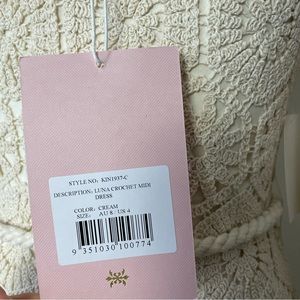 STYLE NO: KIN1937-C
DESCRIPTION: LUNA CROCHET MIDI
DRESS
COLOR: CREAM
SIZE: AU 8 US 4
9 351030 100774